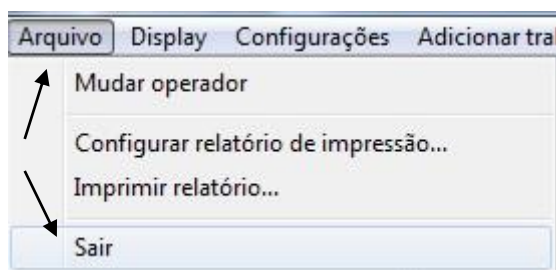 Arquivo Display Configurações Adicionar tra
Mudar operador
Configurar relatório de impressão...
Imprimir relatório...
Sair